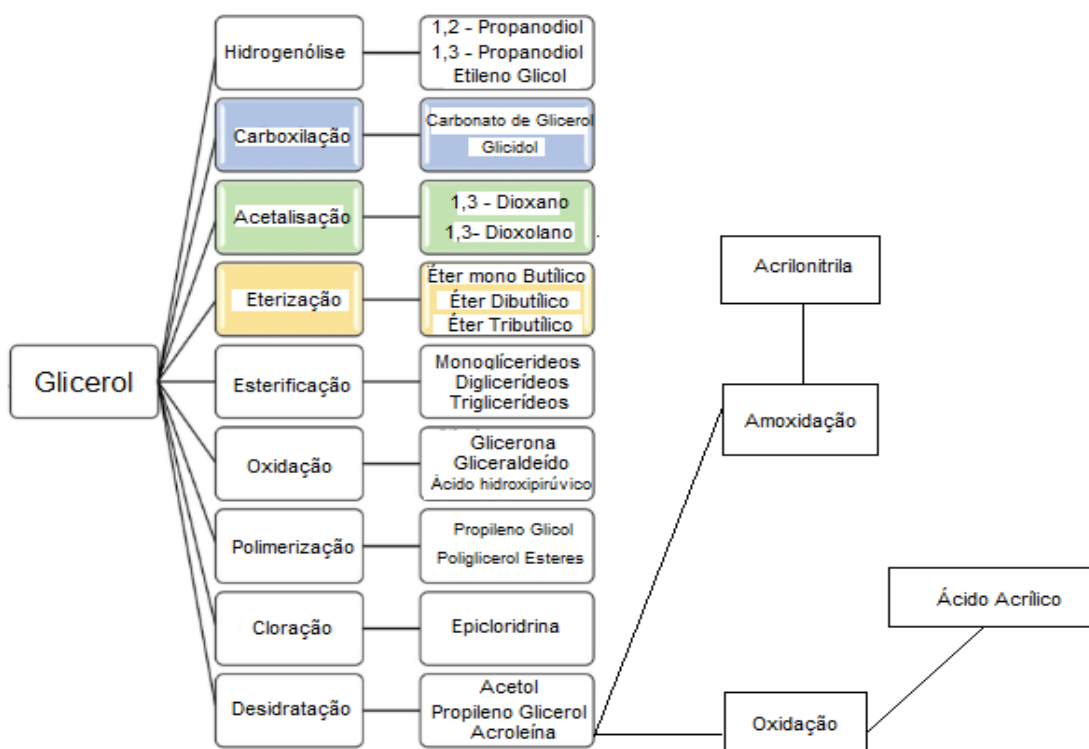 Glicerol
Hidrogenólise
1,2 - Propanodiol
1,3 - Propanodiol
Etileno Glicol
Carboxilação
Carbonato de Glicerol
Glicidol
Acetalisação
1,3 - Dioxano
1,3- Dioxolano
Eterização
Éter mono Butílico
Éter Dibutílico
Éter Tributílico
Esterificação
Monoglícerideos
Diglicerídeos
Triglicerídeos
Oxidação
Glicerona
Gliceraldeído
Ácido hidroxipirúvico
Polimerização
Propileno Glicol
Poliglicerol Esteres
Cloração
Epicloridrina
Desidratação
Acetol
Propileno Glicerol
Acroleína
Acrilonitrila
Amoxidação
Ácido Acrílico
Oxidação